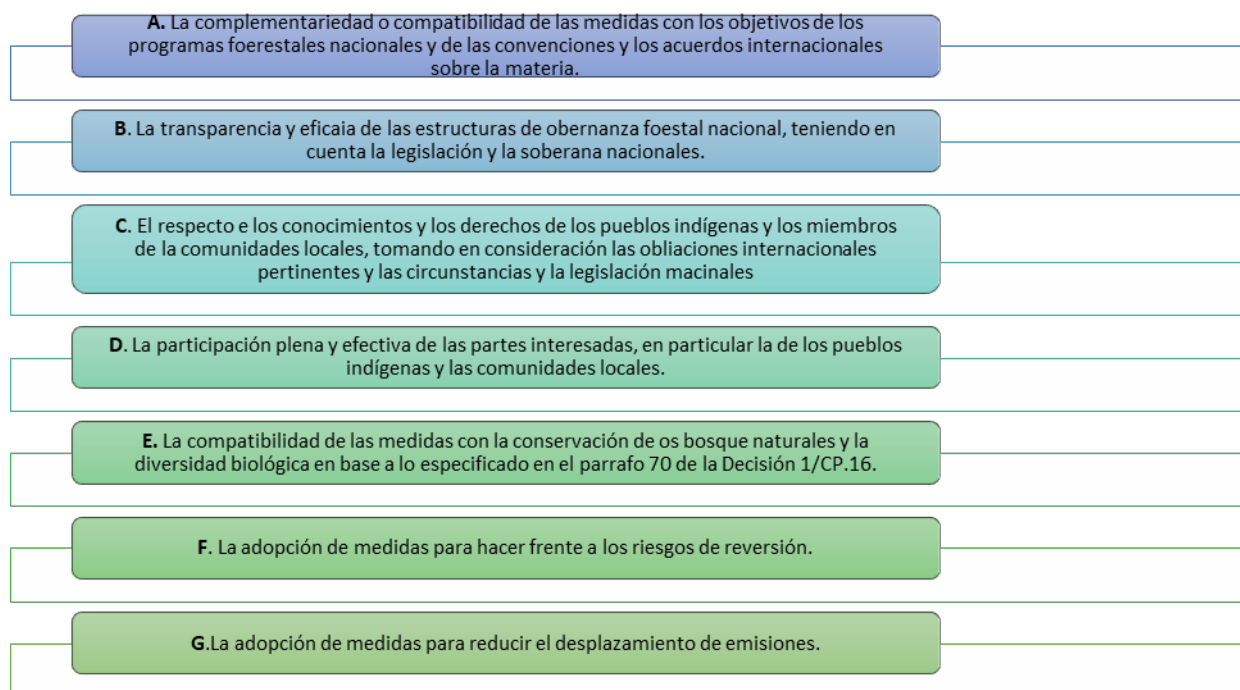 A. La complementariedad o compatibilidad de las medidas con los objetivos de los
programas foerestales nacionales y de las convenciones y los acuerdos internacionales
sobre la materia.
B. La transparencia y eficaia de las estructuras de obernanza foestal nacional, teniendo en
cuenta la legislación y la soberana nacionales.
C. El respecto e los conocimientos y los derechos de los pueblos indígenas y los miembros
de la comunidades locales, tomando en consideración las obliaciones internacionales
pertinentes y las circunstancias y la legislación macinales
D. La participación plena y efectiva de las partes interesadas, en particular la de los pueblos
indígenas y las comunidades locales.
E. La compatibilidad de las medidas con la conservación de os bosque naturales y la
diversidad biológica en base a lo especificado en el parrafo 70 de la Decisión 1/CP.16.
F. La adopción de medidas para hacer frente a los riesgos de reversión.
G.La adopción de medidas para reducir el desplazamiento de emisiones.